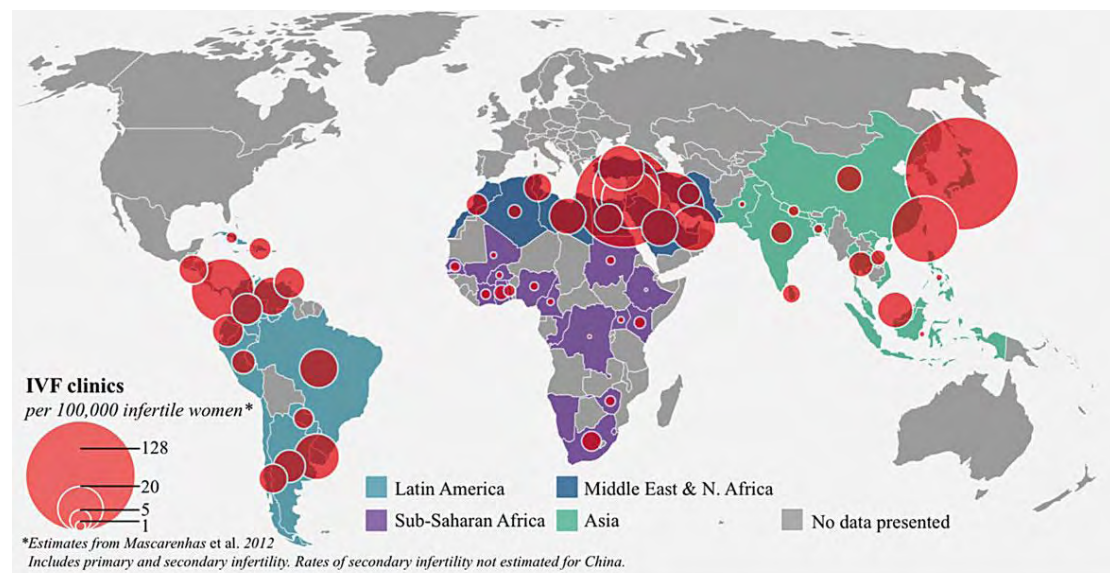 IVF clinics
per 100,000 infertile women*
128
20
5
1
Latin America
Middle East & N. Africa
Sub-Saharan Africa
Asia
No data presented
*Estimates from Mascarenhas et al. 2012
Includes primary and secondary infertility. Rates of secondary infertility not estimated for China.